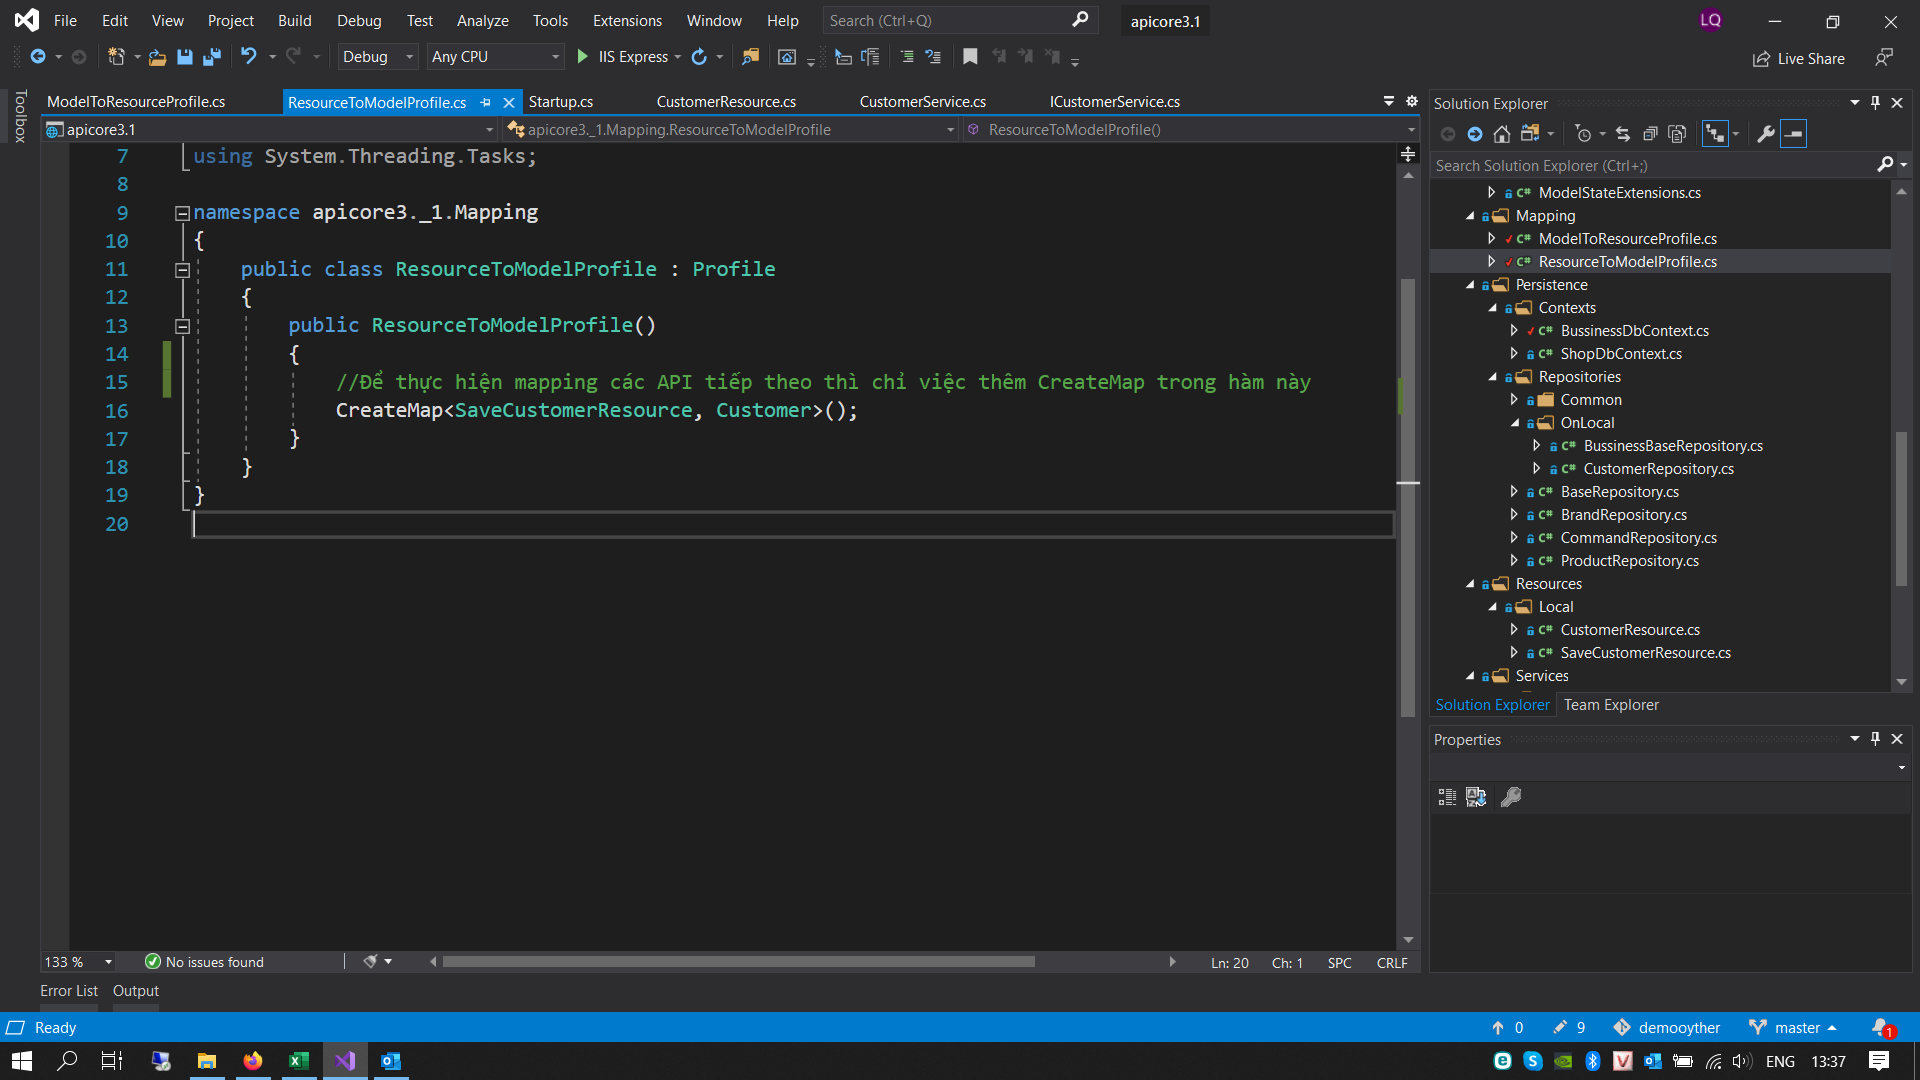 File Edit View Project Build Debug Test Analyze Tools Extensions Window Help Search (Ctrl+Q) apicore3.1 LQ
Debug Any CPU IIS Express Live Share
Toolbox
ModelToResourceProfile.cs ResourceToModelProfile.cs Startup.cs CustomerResource.cs CustomerService.cs ICustomerService.cs
apicore3.1 apicore3._1.Mapping.ResourceToModelProfile ResourceToModelProfile()
7 using System.Threading.Tasks;
8
9 namespace apicore3._1.Mapping
10 {
11 public class ResourceToModelProfile : Profile
12 {
13 public ResourceToModelProfile()
14 {
15 //Để thực hiện mapping các API tiếp theo thì chỉ việc thêm CreateMap trong hàm này
16 CreateMap<SaveCustomerResource, Customer>();
17 }
18 }
19 }
20
133 % No issues found Ln: 20 Ch: 1 SPC CRLF
Error List Output
Solution Explorer
Search Solution Explorer (Ctrl+;)
C# ModelStateExtensions.cs
Mapping
C# ModelToResourceProfile.cs
C# ResourceToModelProfile.cs
Persistence
Contexts
C# BussinessDbContext.cs
C# ShopDbContext.cs
Repositories
Common
OnLocal
C# BussinessBaseRepository.cs
C# CustomerRepository.cs
C# BaseRepository.cs
C# BrandRepository.cs
C# CommandRepository.cs
C# ProductRepository.cs
Resources
Local
C# CustomerResource.cs
C# SaveCustomerResource.cs
Services
Solution Explorer Team Explorer
Properties
Ready 0 9 demooyther master 1
ENG 13:37